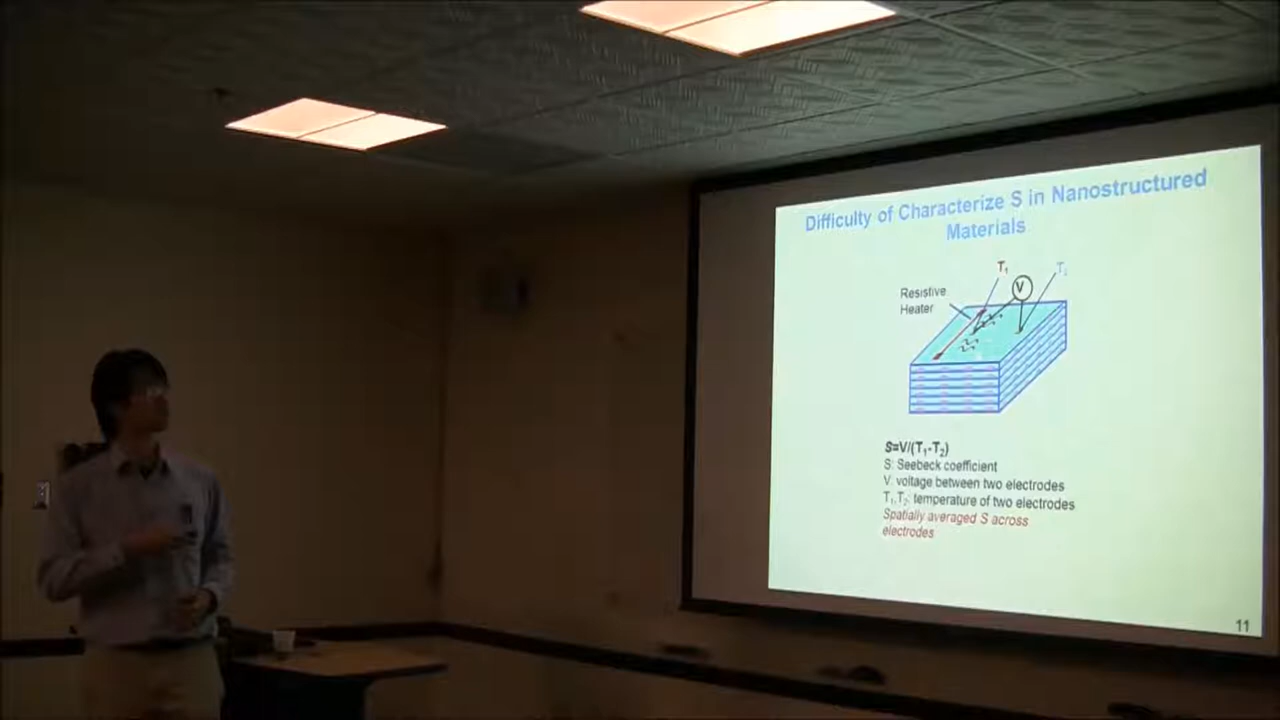 Difficulty of Characterize S in Nanostructured
Materials
T₁
V
T₂
Resistive
Heater
S=V/(T₁-T₂)
S: Seebeck coefficient
V: voltage between two electrodes
T₁,T₂: temperature of two electrodes
Spatially averaged S across
electrodes
11